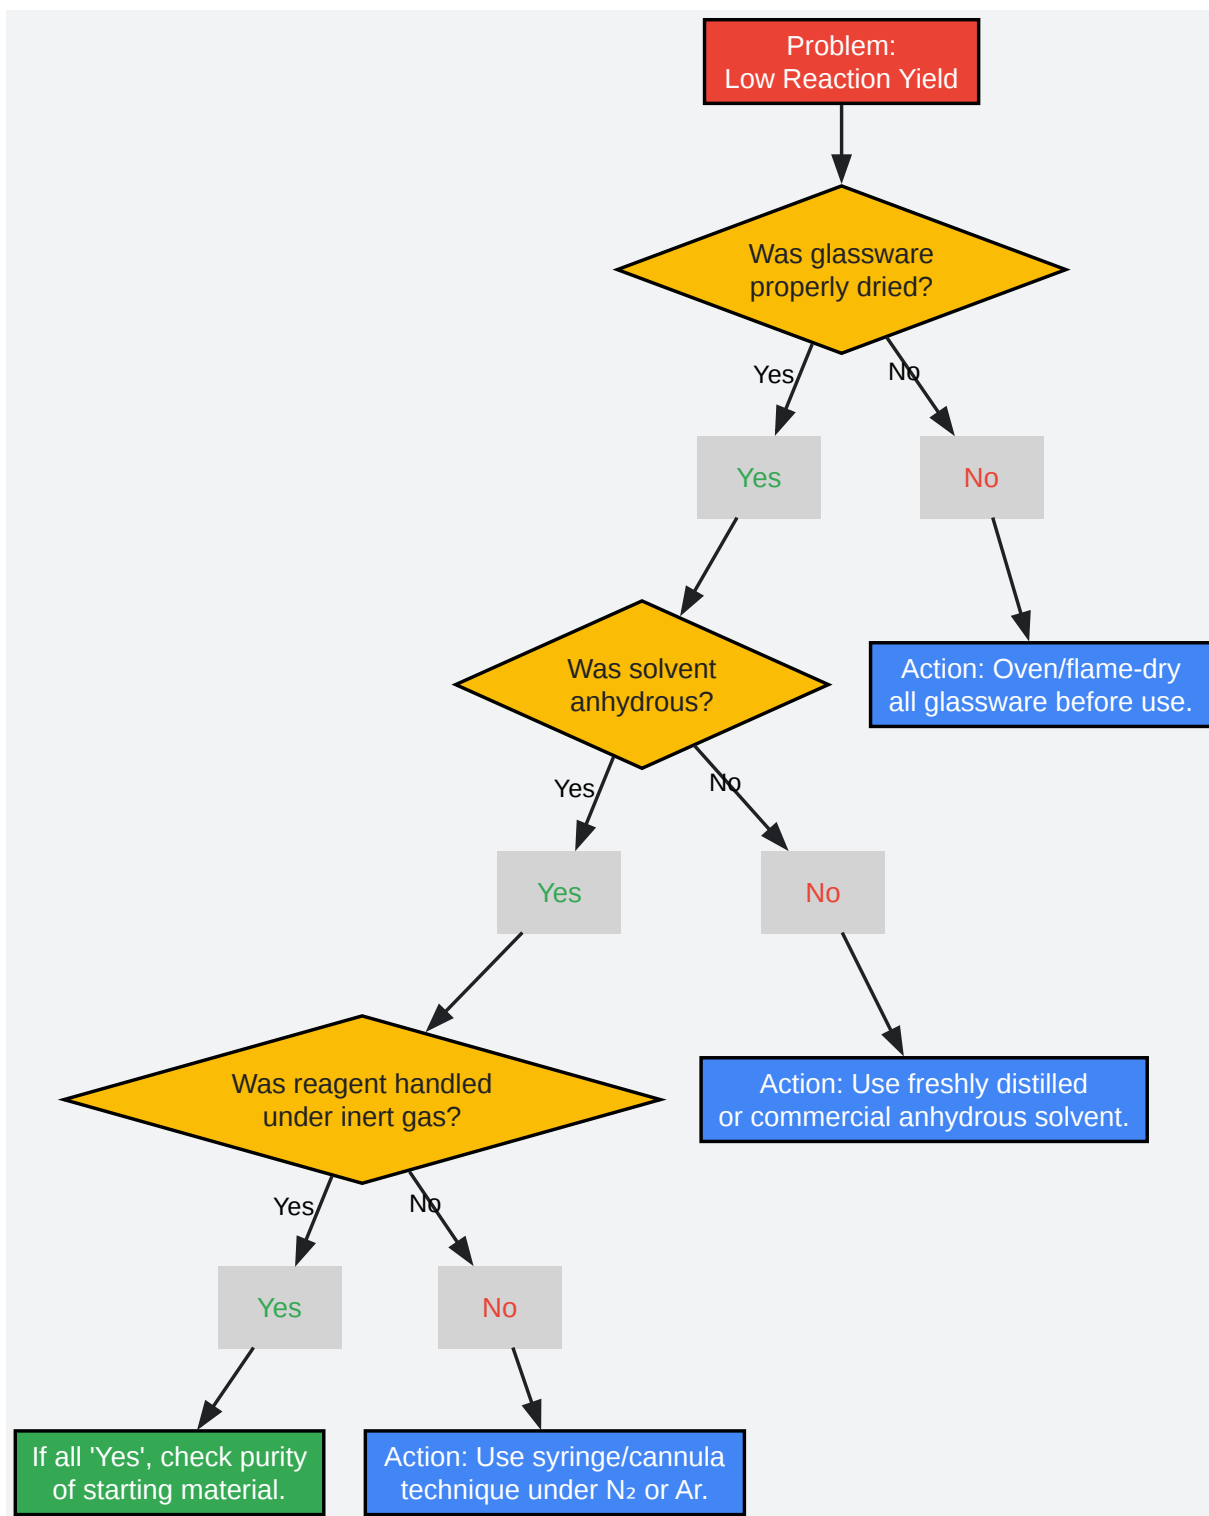 Problem:
Low Reaction Yield
Was glassware
properly dried?
Yes
No
Yes
No
Was solvent
anhydrous?
Action: Oven/flame-dry
all glassware before use.
Yes
No
Yes
No
Was reagent handled
under inert gas?
Action: Use freshly distilled
or commercial anhydrous solvent.
Yes
No
Yes
No
If all 'Yes', check purity
of starting material.
Action: Use syringe/cannula
technique under N₂ or Ar.